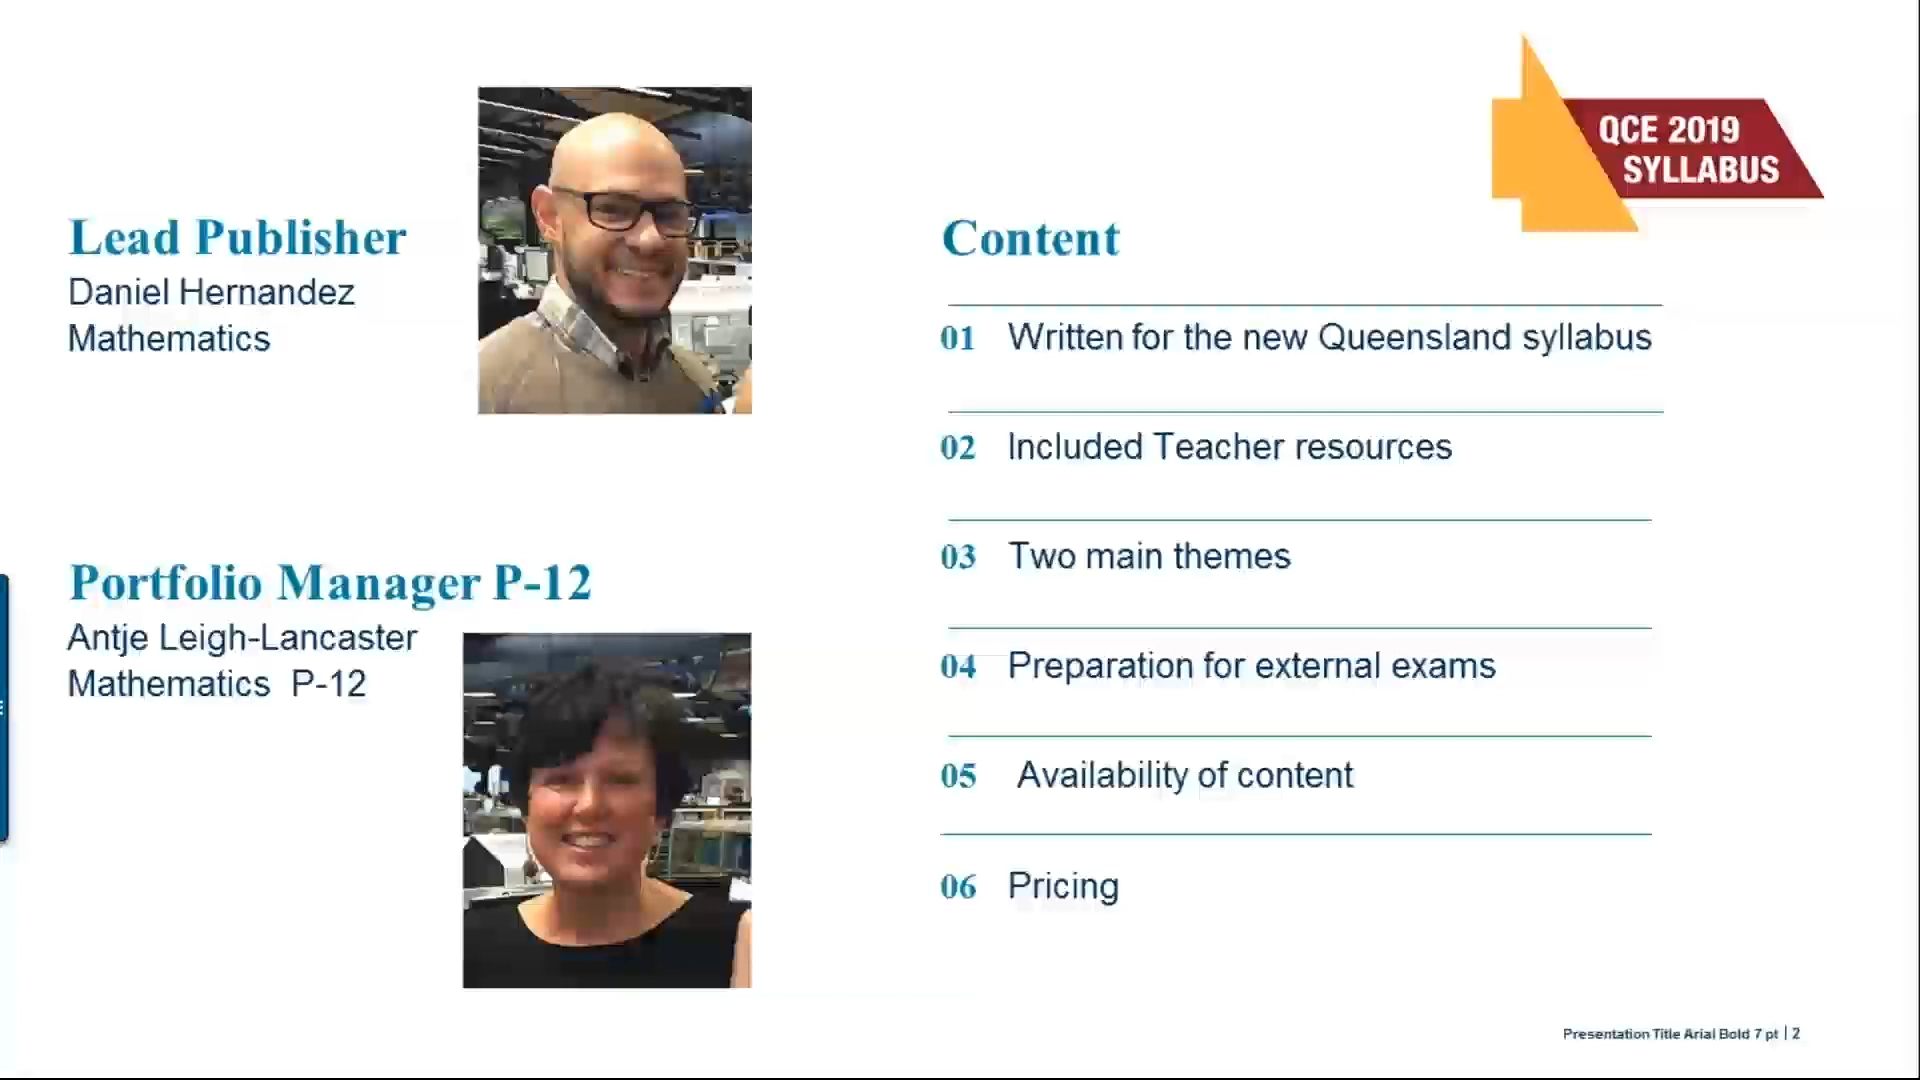 QCE 2019
SYLLABUS
Lead Publisher
Daniel Hernandez
Mathematics
Portfolio Manager P-12
Antje Leigh-Lancaster
Mathematics P-12
Content
01 Written for the new Queensland syllabus
02 Included Teacher resources
03 Two main themes
04 Preparation for external exams
05 Availability of content
06 Pricing
Presentation Title Arial Bold 7 pt | 2